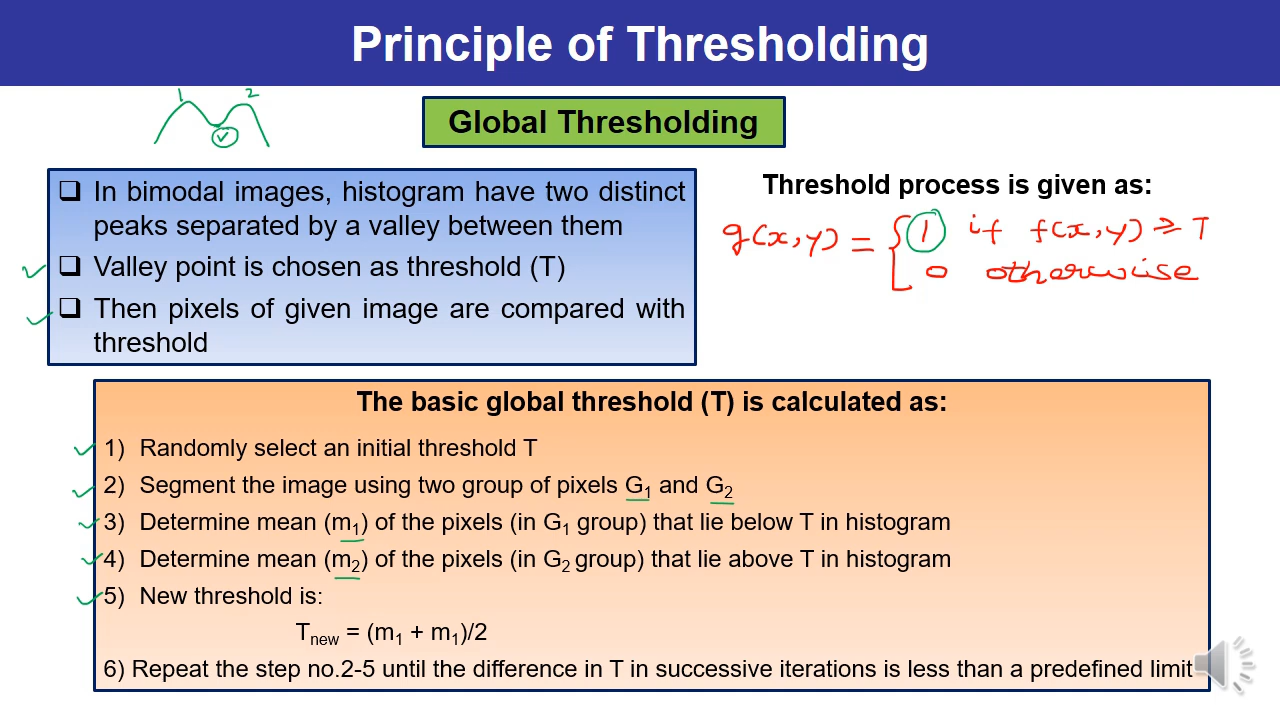 Principle of Thresholding
1 2
Global Thresholding
❑ In bimodal images, histogram have two distinct
peaks separated by a valley between them
❑ Valley point is chosen as threshold (T)
❑ Then pixels of given image are compared with
threshold
Threshold process is given as:
g(x,y) = { 1 if f(x,y) ≥ T
0 otherwise
The basic global threshold (T) is calculated as:
1) Randomly select an initial threshold T
2) Segment the image using two group of pixels G₁ and G₂
3) Determine mean (m₁) of the pixels (in G₁ group) that lie below T in histogram
4) Determine mean (m₂) of the pixels (in G₂ group) that lie above T in histogram
5) New threshold is:
Tnew = (m₁ + m₁)/2
6) Repeat the step no.2-5 until the difference in T in successive iterations is less than a predefined limit